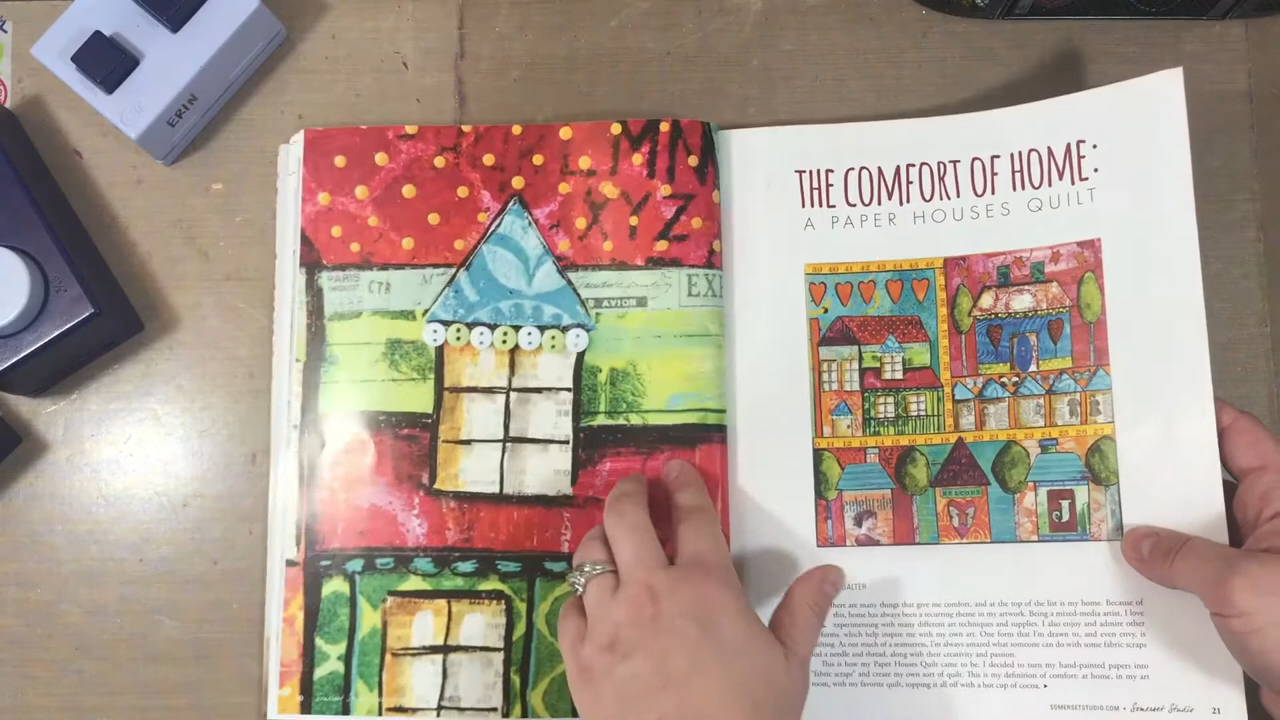 ERIN
MN
XYZ
PARIS
C7R
PAR AVION
EXP
THE COMFORT OF HOME:
A PAPER HOUSES QUILT
39 40 41 42 43 44 45 46
10 11 12 13 14 15 16 17 18 19 20 21 22 23 24 25 26 27
WELCOME
celebrate
J
SALTER
here are many things that give me comfort, and at the top of the list is my home. Because of
this, home has always been a recurring theme in my artwork. Being a mixed-media artist, I love
experimenting with many different art techniques and supplies. I also enjoy and admire other
forms, which help inspire me with my own art. One form that I'm drawn to, and even envy, is
quilting. As not much of a seamstress, I'm always amazed what someone can do with some fabric scraps
and a needle and thread, along with their creativity and passion.
This is how my Paper Houses Quilt came to be. I decided to turn my hand-painted papers into
"fabric scraps" and create my own sort of quilt. This is my definition of comfort: at home, in my art
room, with my favorite quilt, topping it all off with a hot cup of cocoa. ▸
SOMERSETSTUDIO.COM • Somerset Studio 21